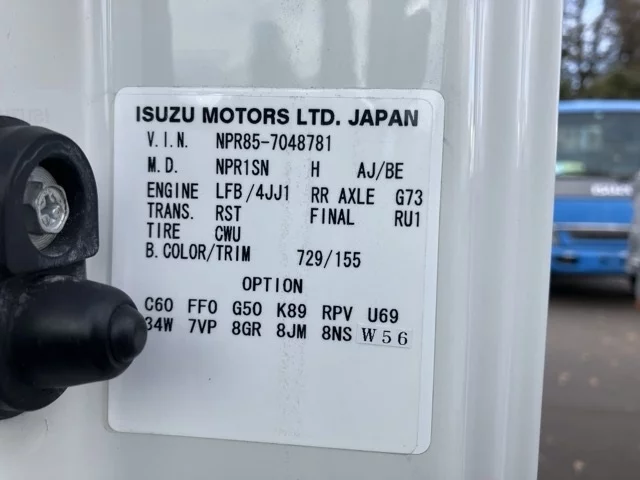 ISUZU MOTORS LTD. JAPAN
V.I.N. NPR85-7048781
M.D. NPR1SN H AJ/BE
ENGINE LFB/4JJ1 RR AXLE G73
TRANS. RST FINAL RU1
TIRE CWU
B.COLOR/TRIM 729/155
OPTION
C60 FF0 G50 K89 RPV U69
34W 7VP 8GR 8JM 8NS W56